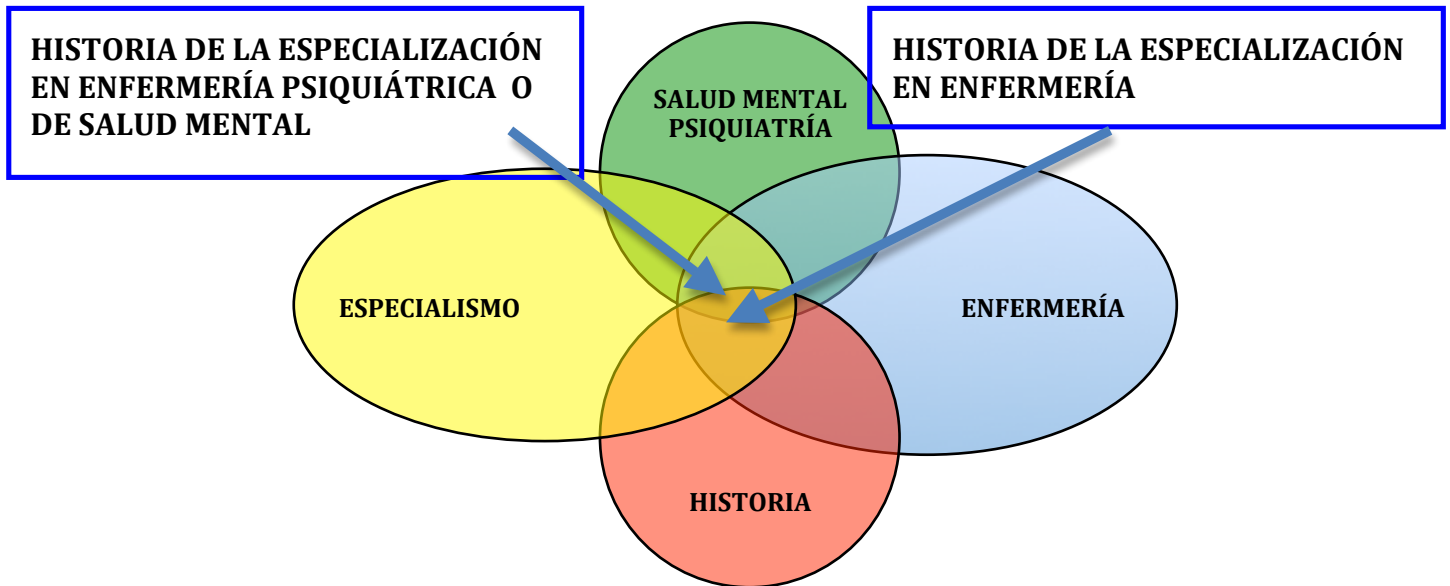 HISTORIA DE LA ESPECIALIZACIÓN
EN ENFERMERÍA PSIQUIÁTRICA O
DE SALUD MENTAL
SALUD MENTAL
PSIQUIATRÍA
HISTORIA DE LA ESPECIALIZACIÓN
EN ENFERMERÍA
ESPECIALISMO
ENFERMERÍA
HISTORIA